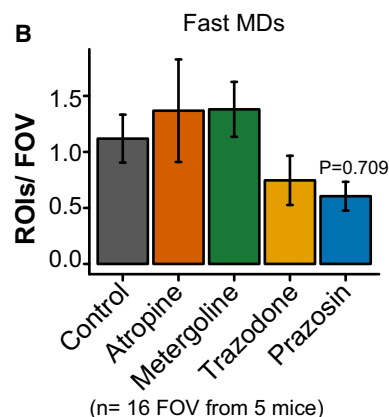 B
Fast MDs
ROIs/ FOV
1.5
1.0
0.5
0.0
P=0.709
Control
Atropine
Metergoline
Trazodone
Prazosin
(n= 16 FOV from 5 mice)